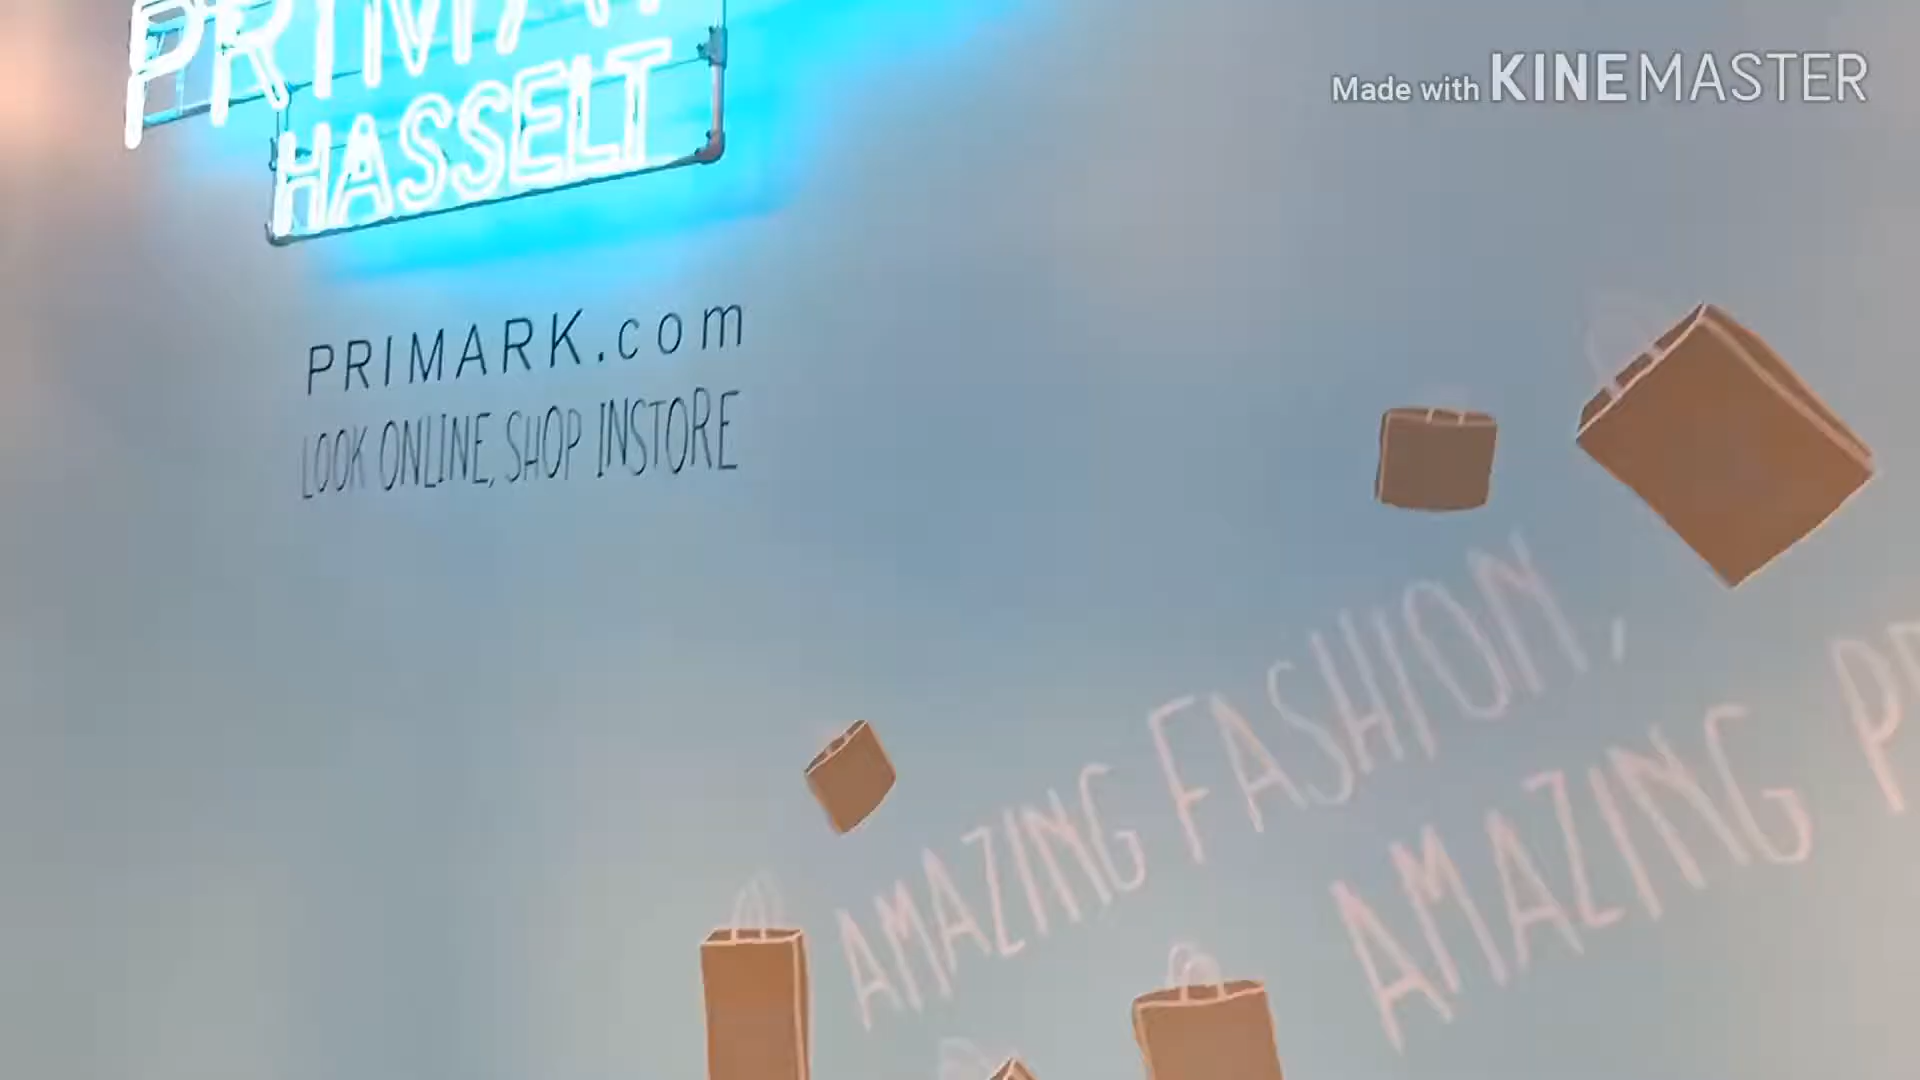 Made with KINEMASTER
HASSELT
PRIMARK.com
LOOK ONLINE, SHOP INSTORE
AMAZING FASHION,
AMAZING